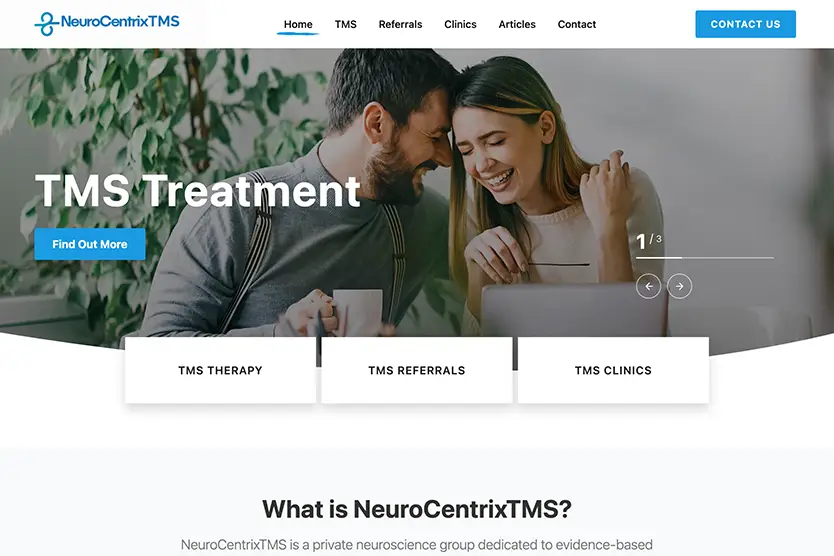 NeuroCentrixTMS
Home TMS Referrals Clinics Articles Contact
CONTACT US
TMS Treatment
Find Out More
1 / 3
TMS THERAPY
TMS REFERRALS
TMS CLINICS
What is NeuroCentrixTMS?
NeuroCentrixTMS is a private neuroscience group dedicated to evidence-based